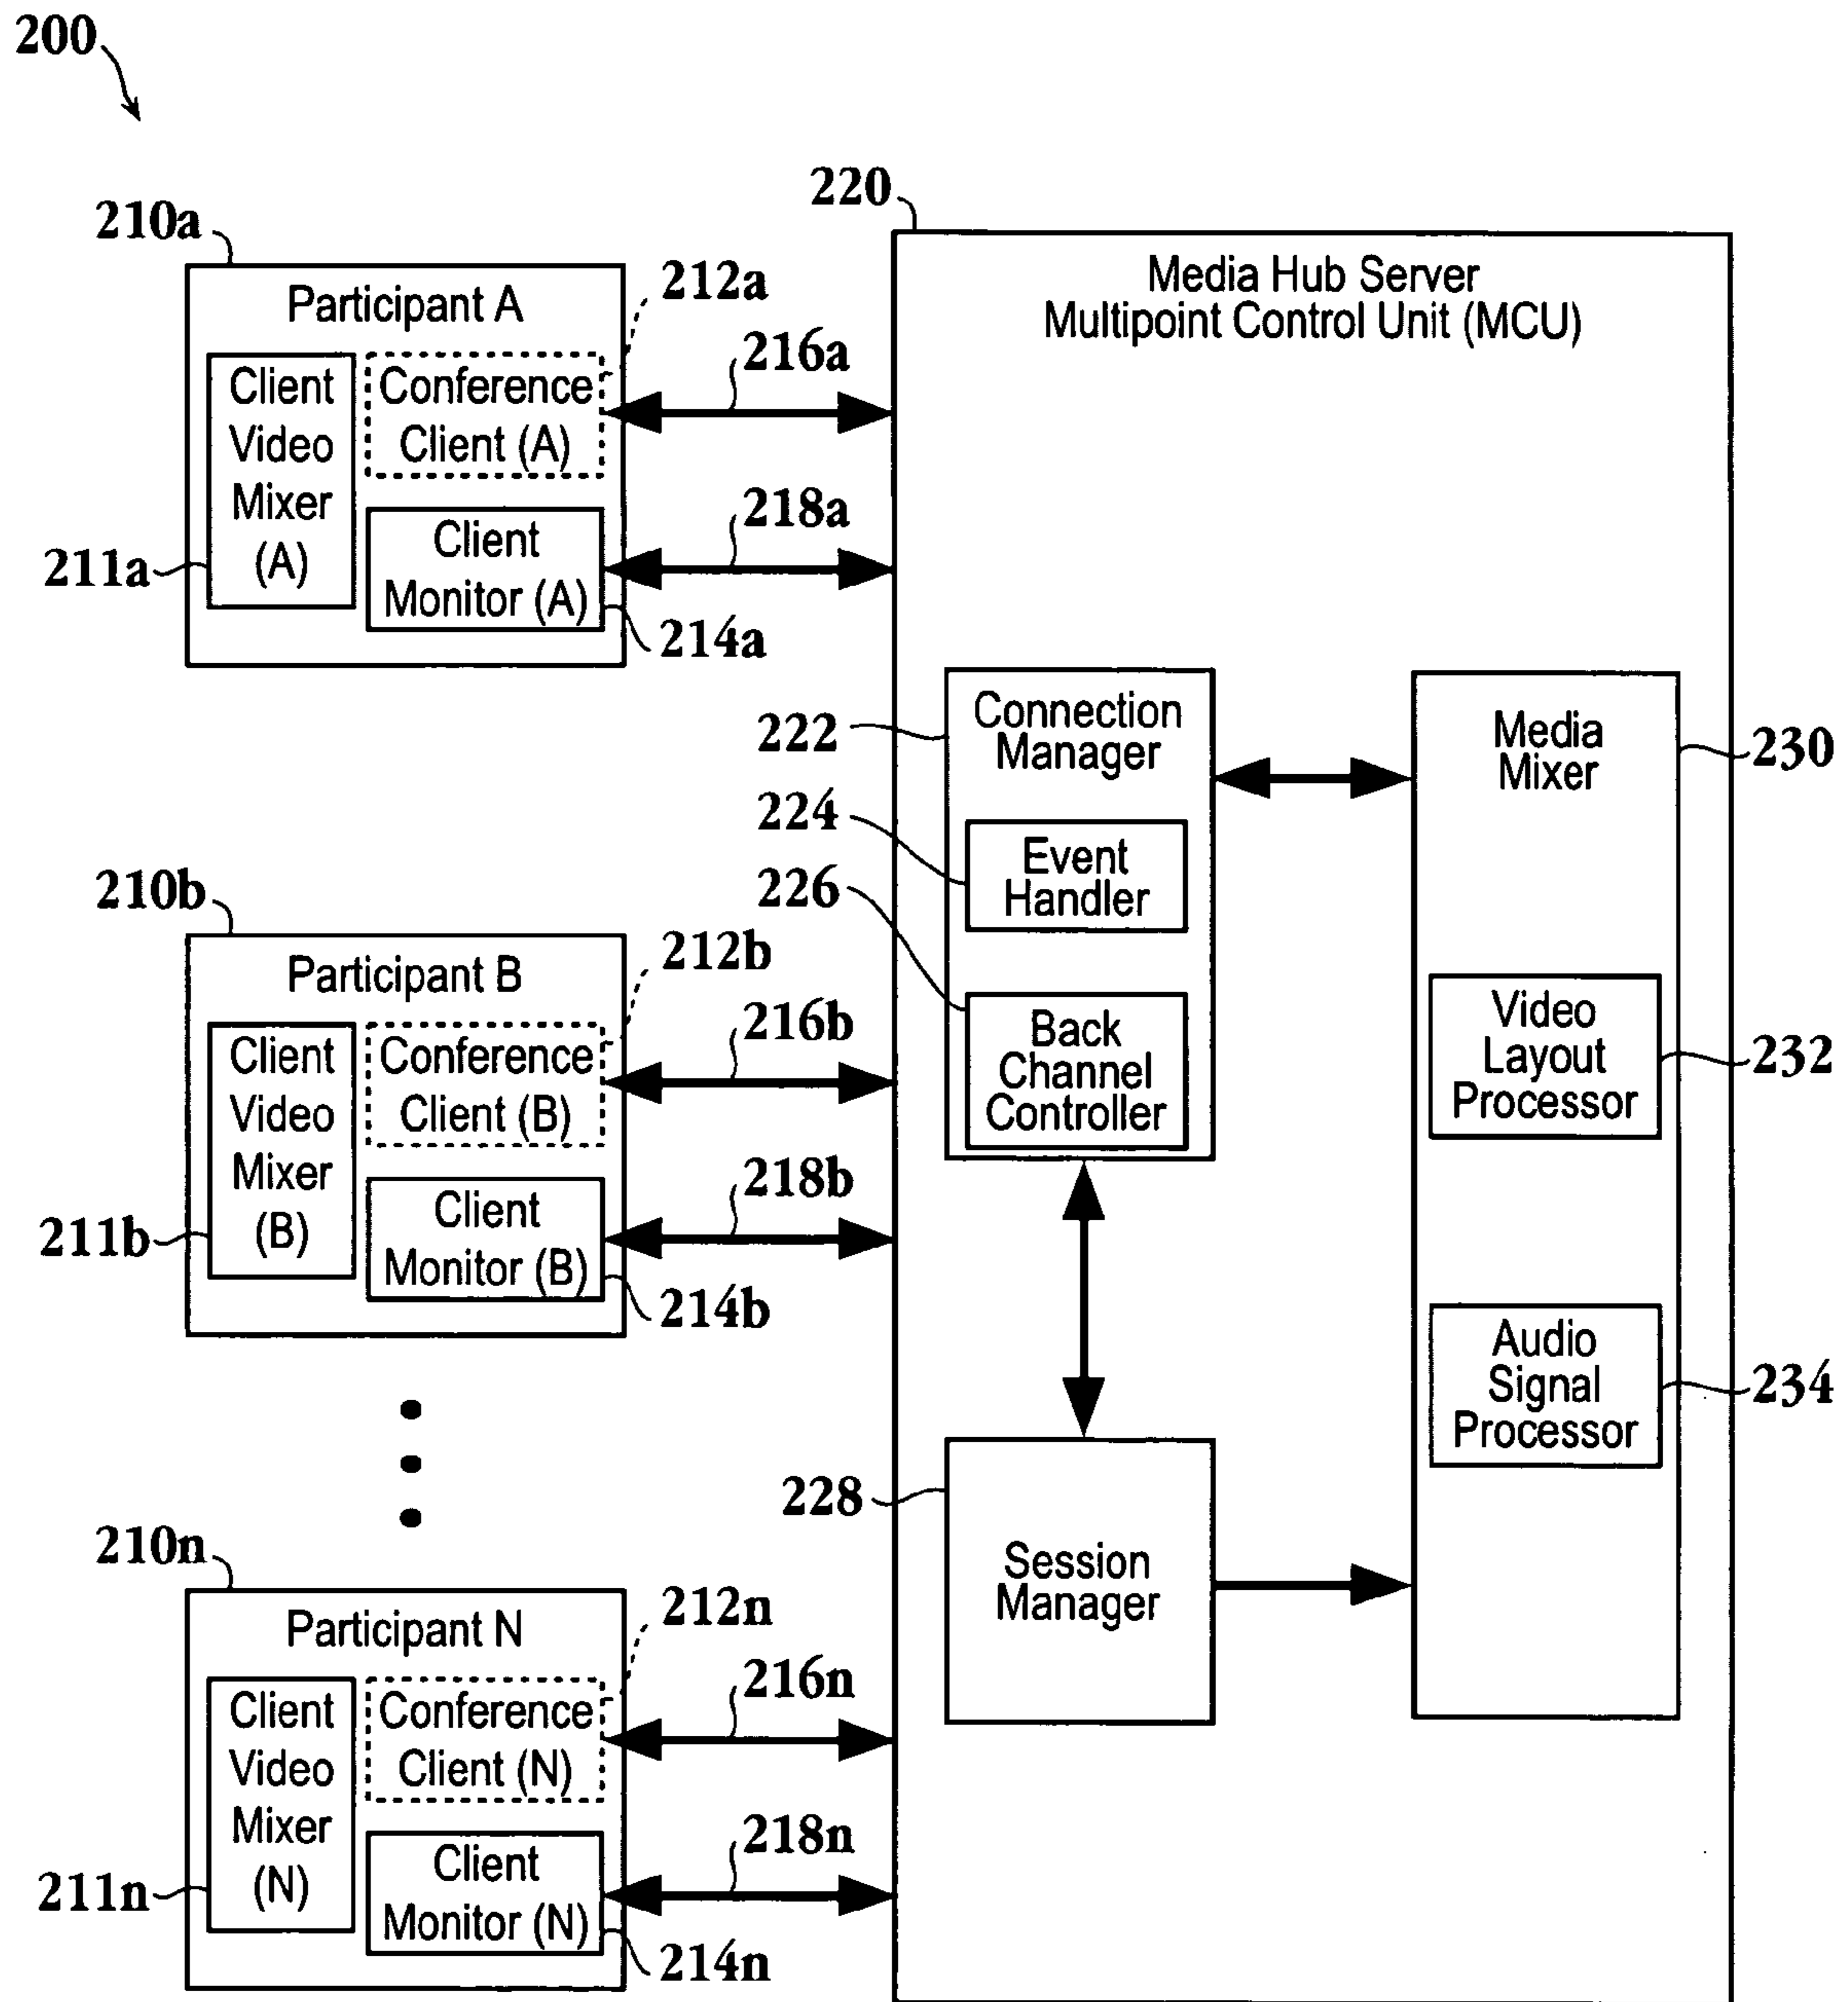 200
210a
Participant A
Client
Video
Mixer
(A)
211a
Conference
Client (A)
212a
Client
Monitor (A)
214a
216a
218a
210b
Participant B
Client
Video
Mixer
(B)
211b
Conference
Client (B)
212b
Client
Monitor (B)
214b
216b
218b
210n
Participant N
Client
Video
Mixer
(N)
211n
Conference
Client (N)
212n
Client
Monitor (N)
214n
216n
218n
220
Media Hub Server
Multipoint Control Unit (MCU)
222
Connection
Manager
224
Event
Handler
226
Back
Channel
Controller
228
Session
Manager
Media
Mixer
230
Video
Layout
Processor
232
Audio
Signal
Processor
234